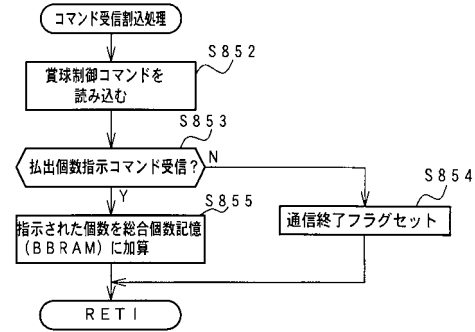 コマンド受信割込処理
S852
賞球制御コマンドを
読み込む
S853
払出個数指示コマンド受信?
N
Y
S854
S855
通信終了フラグセット
指示された個数を総合個数記憶
(BBRAM)に加算
RETI